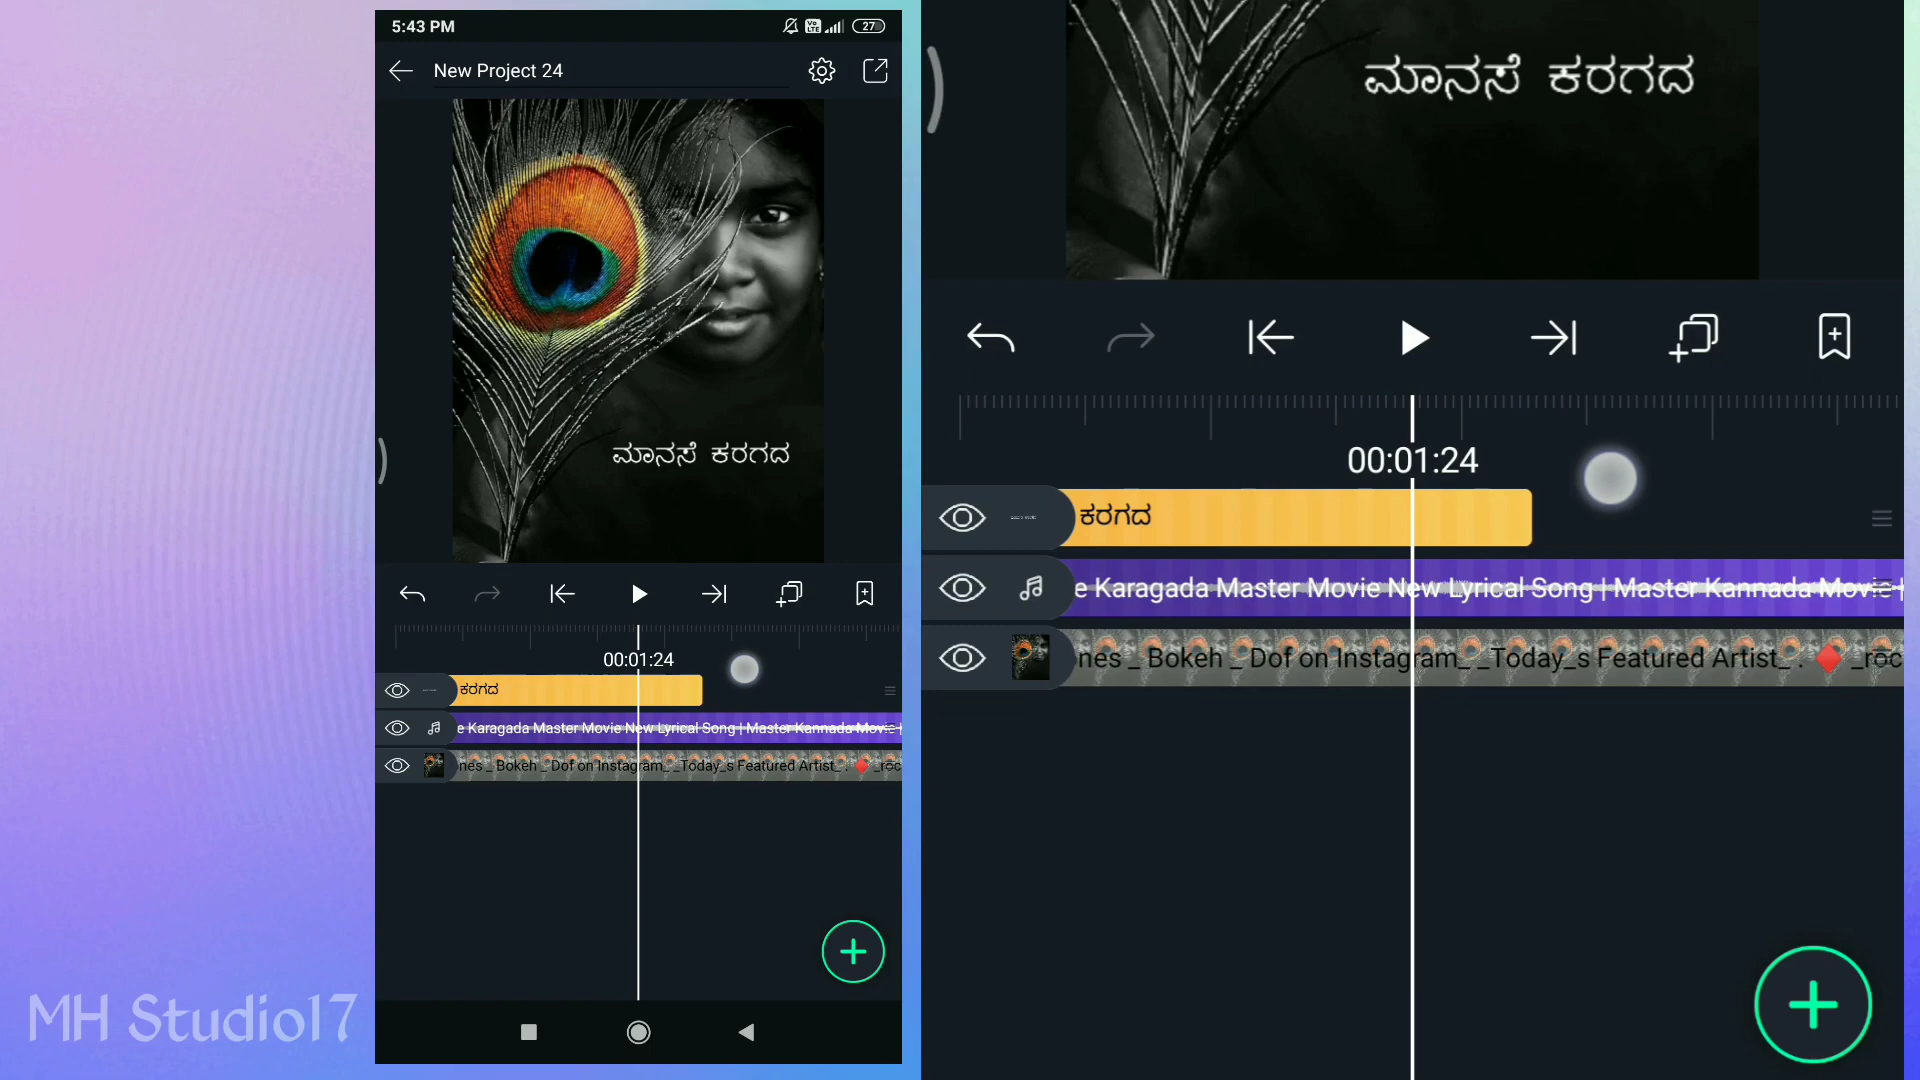 5:43 PM
Vo LTE
27
New Project 24
ಮಾನಸೆ ಕರಗದ
00:01:24
ಕರಗದ
e Karagada Master Movie New Lyrical Song | Master Kannada Movie
nes _ Bokeh _ Dof on Instagram_ _Today_s Featured Artist_ . _roc
MH Studio17
ಮಾನಸೆ ಕರಗದ
00:01:24
ಕರಗದ
e Karagada Master Movie New Lyrical Song | Master Kannada Movie
nes _ Bokeh _ Dof on Instagram_ _Today_s Featured Artist_ . _roc